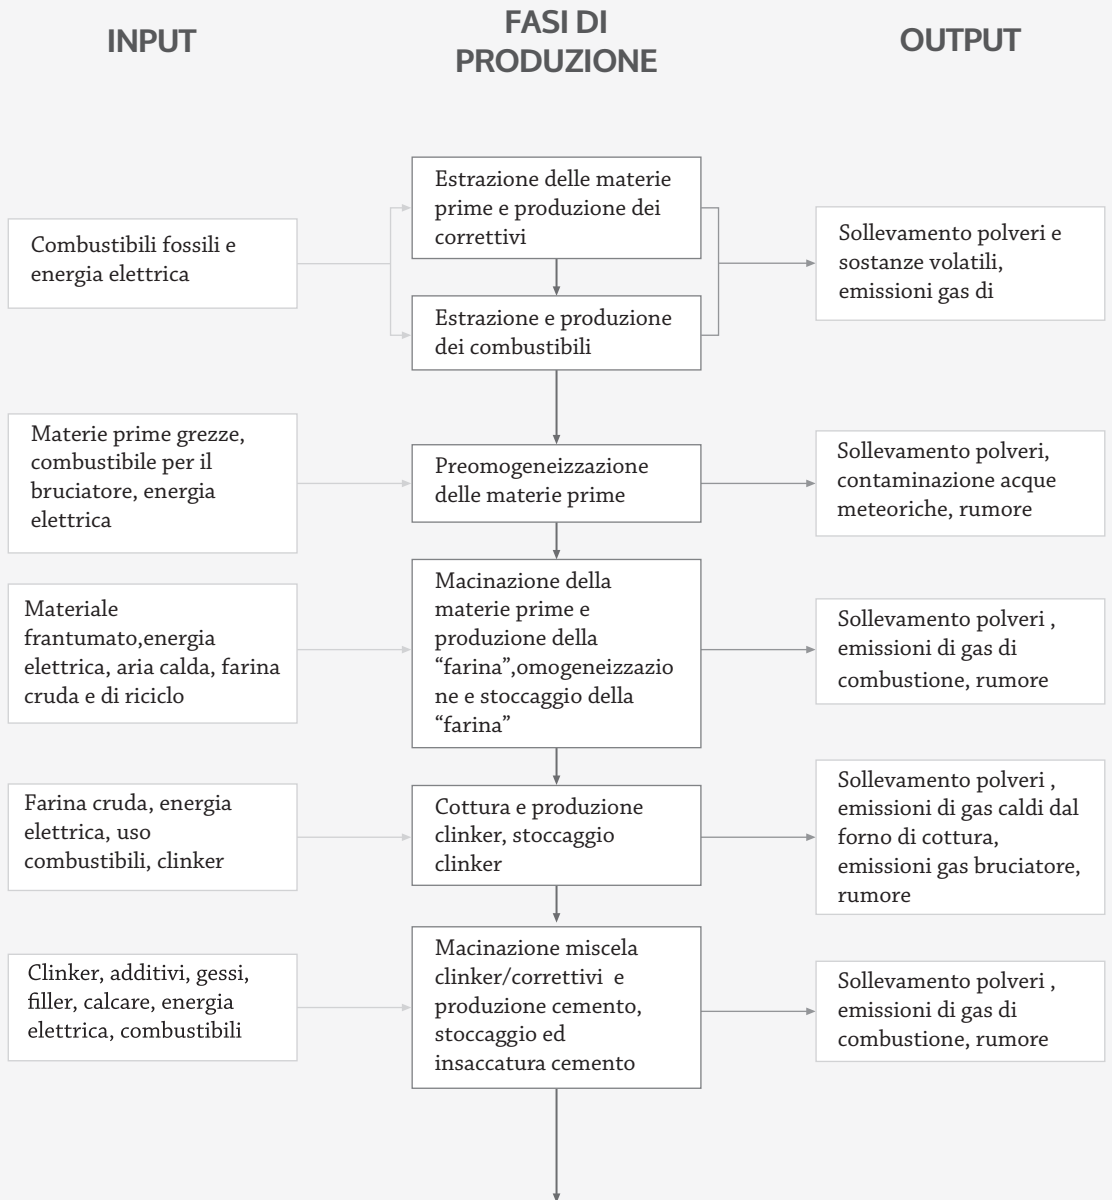 INPUT
FASI DI
PRODUZIONE
OUTPUT
Combustibili fossili e
energia elettrica
Estrazione delle materie
prime e produzione dei
correttivi
Estrazione e produzione
dei combustibili
Sollevamento polveri e
sostanze volatili,
emissioni gas di
Materie prime grezze,
combustibile per il
bruciatore, energia
elettrica
Preomogeneizzazione
delle materie prime
Sollevamento polveri,
contaminazione acque
meteoriche, rumore
Materiale
frantumato,energia
elettrica, aria calda, farina
cruda e di riciclo
Macinazione della
materie prime e
produzione della
“farina”,omogeneizzazio
ne e stoccaggio della
“farina”
Sollevamento polveri ,
emissioni di gas di
combustione, rumore
Farina cruda, energia
elettrica, uso
combustibili, clinker
Cottura e produzione
clinker, stoccaggio
clinker
Sollevamento polveri ,
emissioni di gas caldi dal
forno di cottura,
emissioni gas bruciatore,
rumore
Clinker, additivi, gessi,
filler, calcare, energia
elettrica, combustibili
Macinazione miscela
clinker/correttivi e
produzione cemento,
stoccaggio ed
insaccatura cemento
Sollevamento polveri ,
emissioni di gas di
combustione, rumore